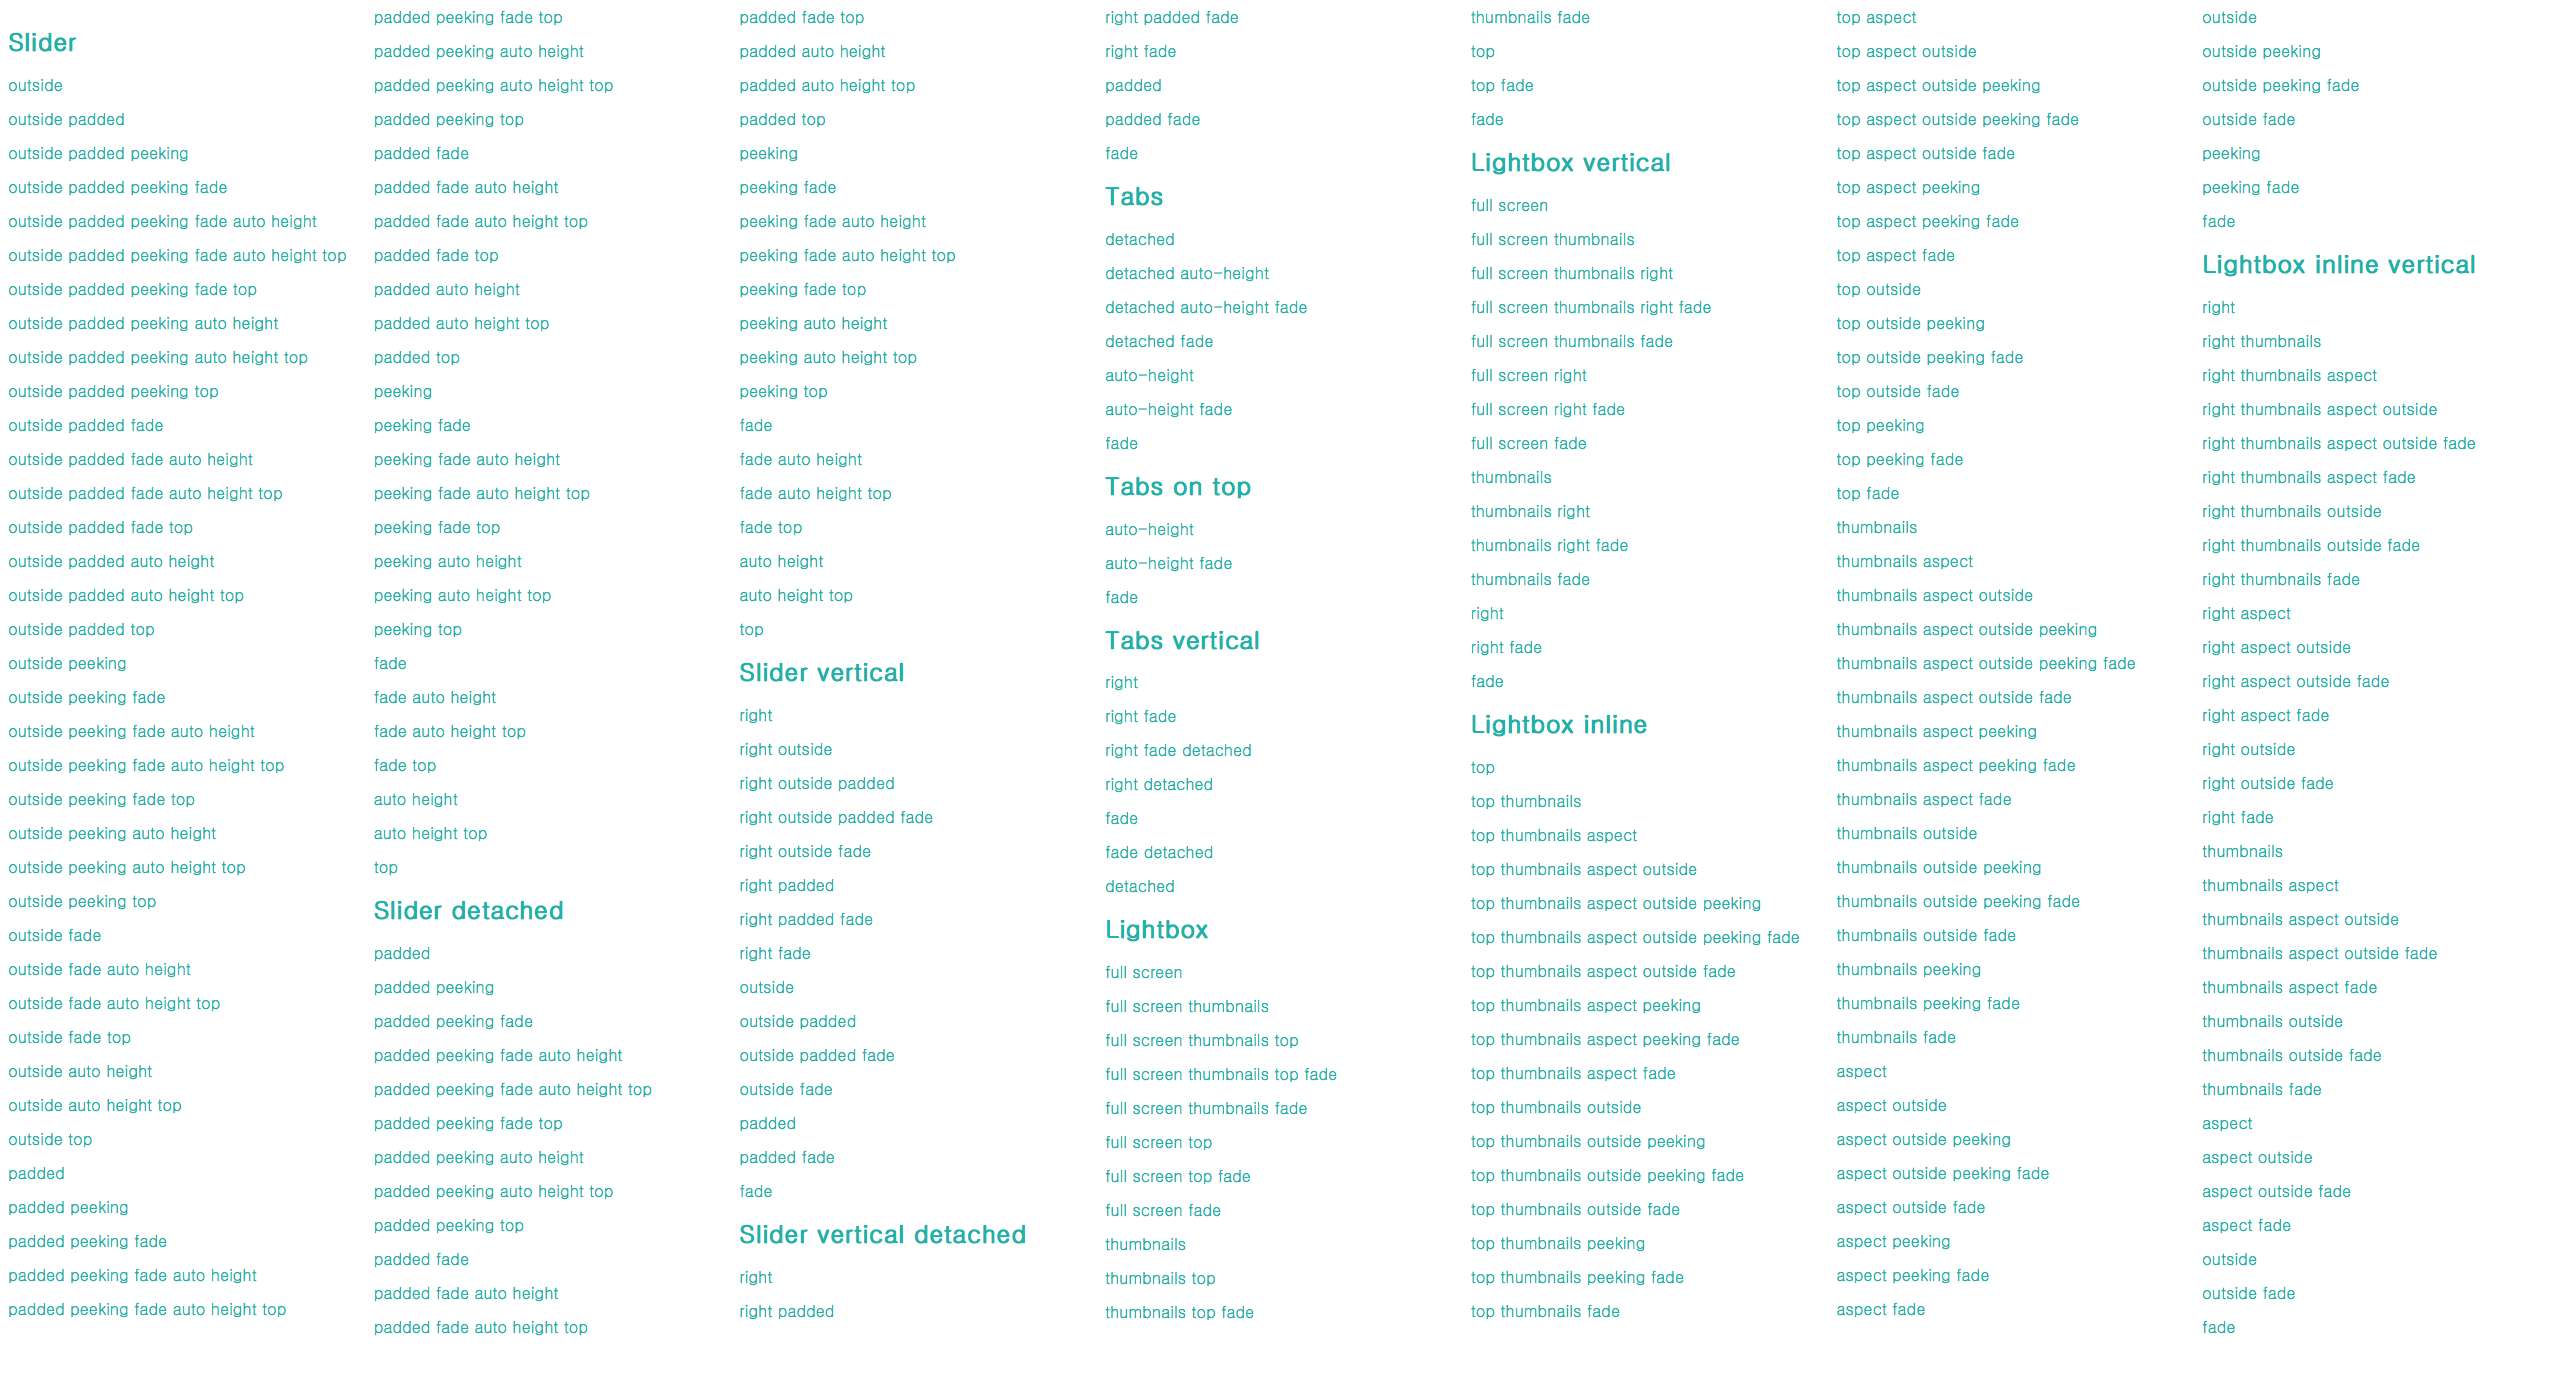 Slider
outside
outside padded
outside padded peeking
outside padded peeking fade
outside padded peeking fade auto height
outside padded peeking fade auto height top
outside padded peeking fade top
outside padded peeking auto height
outside padded peeking auto height top
outside padded peeking top
outside padded fade
outside padded fade auto height
outside padded fade auto height top
outside padded fade top
outside padded auto height
outside padded auto height top
outside padded top
outside peeking
outside peeking fade
outside peeking fade auto height
outside peeking fade auto height top
outside peeking fade top
outside peeking auto height
outside peeking auto height top
outside peeking top
outside fade
outside fade auto height
outside fade auto height top
outside fade top
outside auto height
outside auto height top
outside top
padded
padded peeking
padded peeking fade
padded peeking fade auto height
padded peeking fade auto height top
padded peeking fade top
padded peeking auto height
padded peeking auto height top
padded peeking top
padded fade
padded fade auto height
padded fade auto height top
padded fade top
padded auto height
padded auto height top
padded top
peeking
peeking fade
peeking fade auto height
peeking fade auto height top
peeking fade top
peeking auto height
peeking auto height top
peeking top
fade
fade auto height
fade auto height top
fade top
auto height
auto height top
top
Slider detached
padded
padded peeking
padded peeking fade
padded peeking fade auto height
padded peeking fade auto height top
padded peeking fade top
padded peeking auto height
padded peeking auto height top
padded peeking top
padded fade
padded fade auto height
padded fade auto height top
padded fade top
padded auto height
padded auto height top
padded top
peeking
peeking fade
peeking fade auto height
peeking fade auto height top
peeking fade top
peeking auto height
peeking auto height top
peeking top
fade
fade auto height
fade auto height top
fade top
auto height
auto height top
top
Slider vertical
right
right outside
right outside padded
right outside padded fade
right outside fade
right padded
right padded fade
right fade
outside
outside padded
outside padded fade
outside fade
padded
padded fade
fade
Slider vertical detached
right
right padded
right padded fade
right fade
padded
padded fade
fade
Tabs
detached
detached auto-height
detached auto-height fade
detached fade
auto-height
auto-height fade
fade
Tabs on top
auto-height
auto-height fade
fade
Tabs vertical
right
right fade
right fade detached
right detached
fade
fade detached
detached
Lightbox
full screen
full screen thumbnails
full screen thumbnails top
full screen thumbnails top fade
full screen thumbnails fade
full screen top
full screen top fade
full screen fade
thumbnails
thumbnails top
thumbnails top fade
thumbnails fade
top
top fade
fade
Lightbox vertical
full screen
full screen thumbnails
full screen thumbnails right
full screen thumbnails right fade
full screen thumbnails fade
full screen right
full screen right fade
full screen fade
thumbnails
thumbnails right
thumbnails right fade
thumbnails fade
right
right fade
fade
Lightbox inline
top
top thumbnails
top thumbnails aspect
top thumbnails aspect outside
top thumbnails aspect outside peeking
top thumbnails aspect outside peeking fade
top thumbnails aspect outside fade
top thumbnails aspect peeking
top thumbnails aspect peeking fade
top thumbnails aspect fade
top thumbnails outside
top thumbnails outside peeking
top thumbnails outside peeking fade
top thumbnails outside fade
top thumbnails peeking
top thumbnails peeking fade
top thumbnails fade
top aspect
top aspect outside
top aspect outside peeking
top aspect outside peeking fade
top aspect outside fade
top aspect peeking
top aspect peeking fade
top aspect fade
top outside
top outside peeking
top outside peeking fade
top outside fade
top peeking
top peeking fade
top fade
thumbnails
thumbnails aspect
thumbnails aspect outside
thumbnails aspect outside peeking
thumbnails aspect outside peeking fade
thumbnails aspect outside fade
thumbnails aspect peeking
thumbnails aspect peeking fade
thumbnails aspect fade
thumbnails outside
thumbnails outside peeking
thumbnails outside peeking fade
thumbnails outside fade
thumbnails peeking
thumbnails peeking fade
thumbnails fade
aspect
aspect outside
aspect outside peeking
aspect outside peeking fade
aspect outside fade
aspect peeking
aspect peeking fade
aspect fade
outside
outside peeking
outside peeking fade
outside fade
peeking
peeking fade
fade
Lightbox inline vertical
right
right thumbnails
right thumbnails aspect
right thumbnails aspect outside
right thumbnails aspect outside fade
right thumbnails aspect fade
right thumbnails outside
right thumbnails outside fade
right thumbnails fade
right aspect
right aspect outside
right aspect outside fade
right aspect fade
right outside
right outside fade
right fade
thumbnails
thumbnails aspect
thumbnails aspect outside
thumbnails aspect outside fade
thumbnails aspect fade
thumbnails outside
thumbnails outside fade
thumbnails fade
aspect
aspect outside
aspect outside fade
aspect fade
outside
outside fade
fade